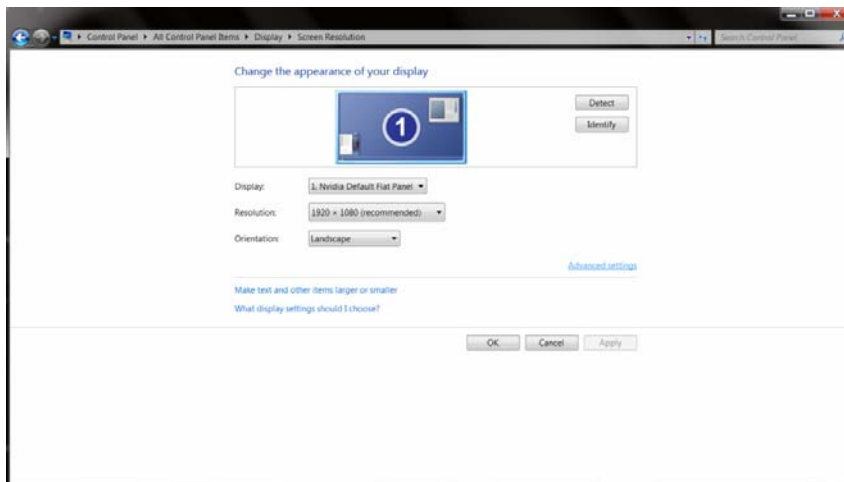 Control Panel ▸ All Control Panel Items ▸ Display ▸ Screen Resolution
Search Control Panel
Change the appearance of your display
1
Detect
Identify
Display: 1. Nvidia Default Flat Panel
Resolution: 1920 × 1080 (recommended)
Orientation: Landscape
Advanced settings
Make text and other items larger or smaller
What display settings should I choose?
OK Cancel Apply